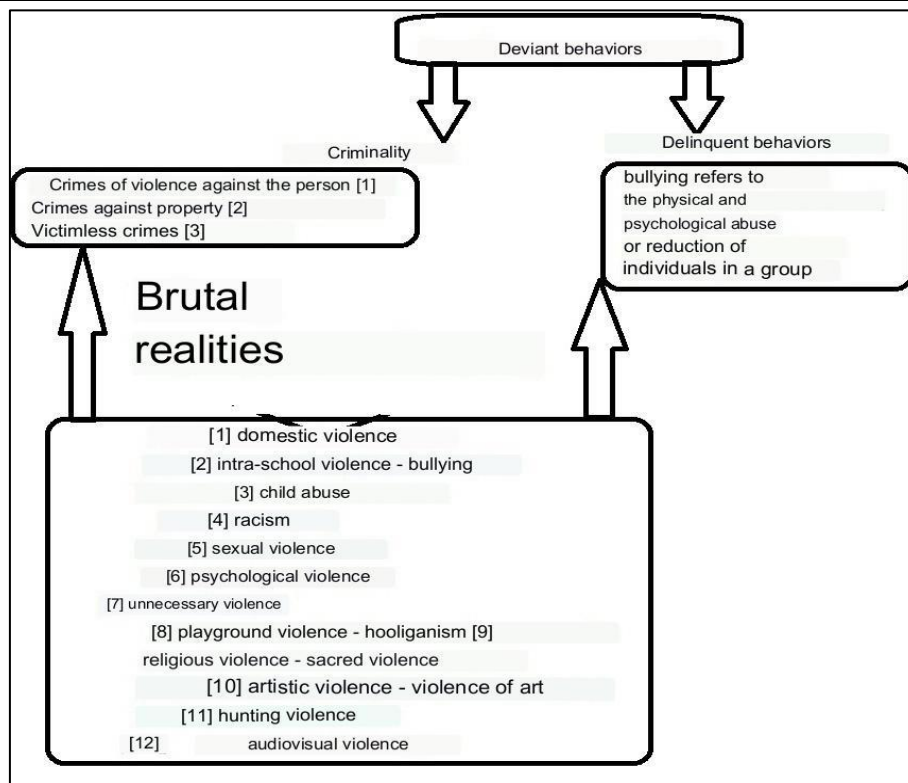 Deviant behaviors
Criminality
Delinquent behaviors
Crimes of violence against the person [1]
Crimes against property [2]
Victimless crimes [3]
bullying refers to
the physical and
psychological abuse
or reduction of
individuals in a group
Brutal
realities
[1] domestic violence
[2] intra-school violence - bullying
[3] child abuse
[4] racism
[5] sexual violence
[6] psychological violence
[7] unnecessary violence
[8] playground violence - hooliganism [9]
religious violence - sacred violence
[10] artistic violence - violence of art
[11] hunting violence
[12] audiovisual violence